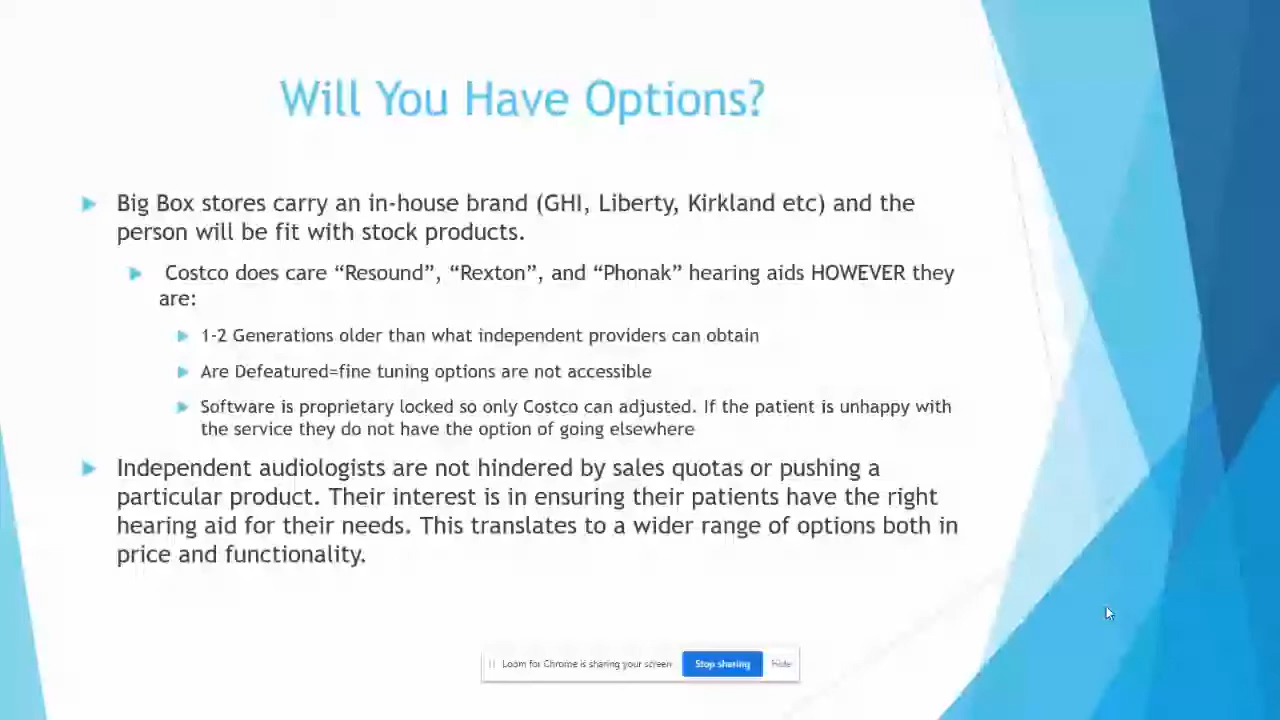 Will You Have Options?
Big Box stores carry an in-house brand (GHI, Liberty, Kirkland etc) and the
person will be fit with stock products.
Costco does care “Resound”, “Rexton”, and “Phonak” hearing aids HOWEVER they
are:
1-2 Generations older than what independent providers can obtain
Are Defeatured=fine tuning options are not accessible
Software is proprietary locked so only Costco can adjusted. If the patient is unhappy with
the service they do not have the option of going elsewhere
Independent audiologists are not hindered by sales quotas or pushing a
particular product. Their interest is in ensuring their patients have the right
hearing aid for their needs. This translates to a wider range of options both in
price and functionality.
Loom for Chrome is sharing your screen Stop sharing Hide